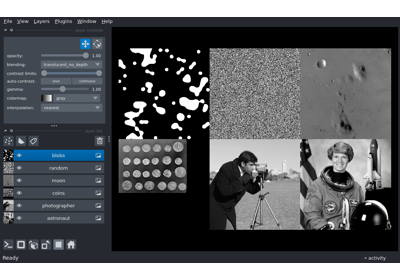 File View Layers Plugins Window Help
opacity: 1.00
blending: translucent_no_depth
contrast limits:
auto-contrast: once continuous
gamma: 1.00
colormap: gray
interpolation: nearest
blobs
random
moon
coins
photographer
astronaut
Ready activity